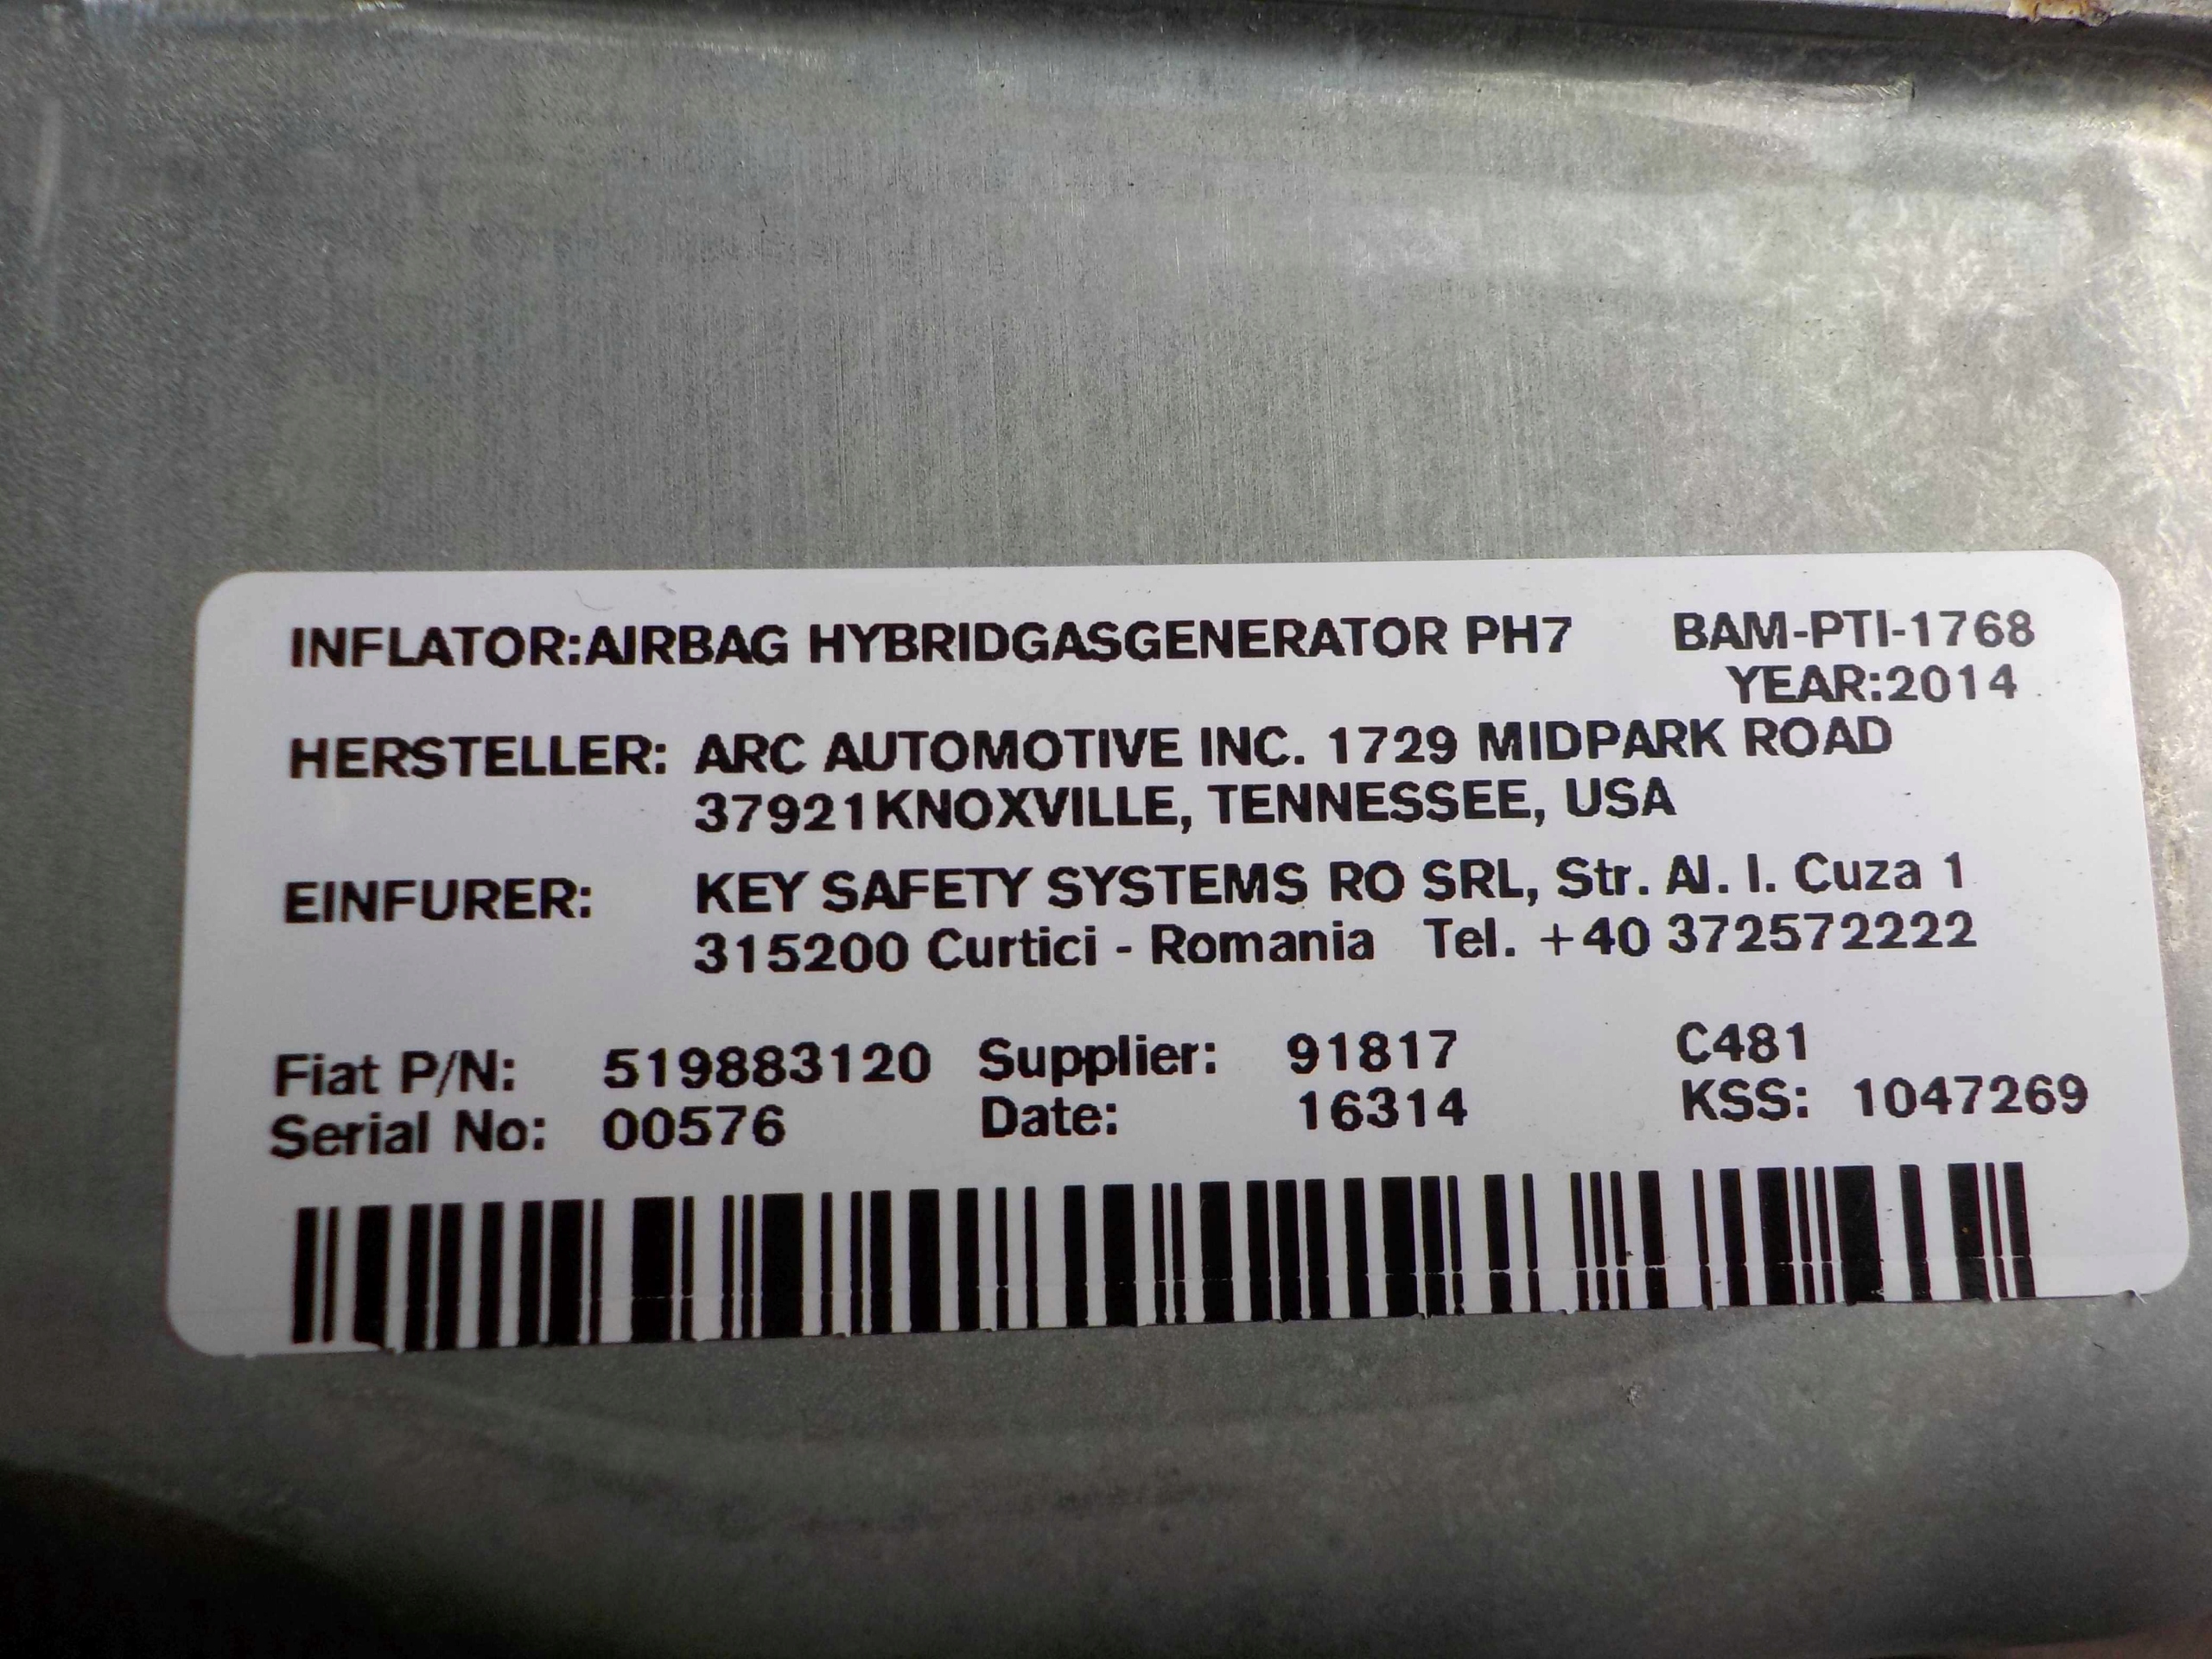 INFLATOR:AIRBAG HYBRIDGASGENERATOR PH7 BAM-PTI-1768
YEAR:2014
HERSTELLER: ARC AUTOMOTIVE INC. 1729 MIDPARK ROAD
37921KNOXVILLE, TENNESSEE, USA
EINFURER: KEY SAFETY SYSTEMS RO SRL, Str. Al. I. Cuza 1
315200 Curtici - Romania Tel. +40 372572222
Fiat P/N: 519883120 Supplier: 91817 C481
Serial No: 00576 Date: 16314 KSS: 1047269